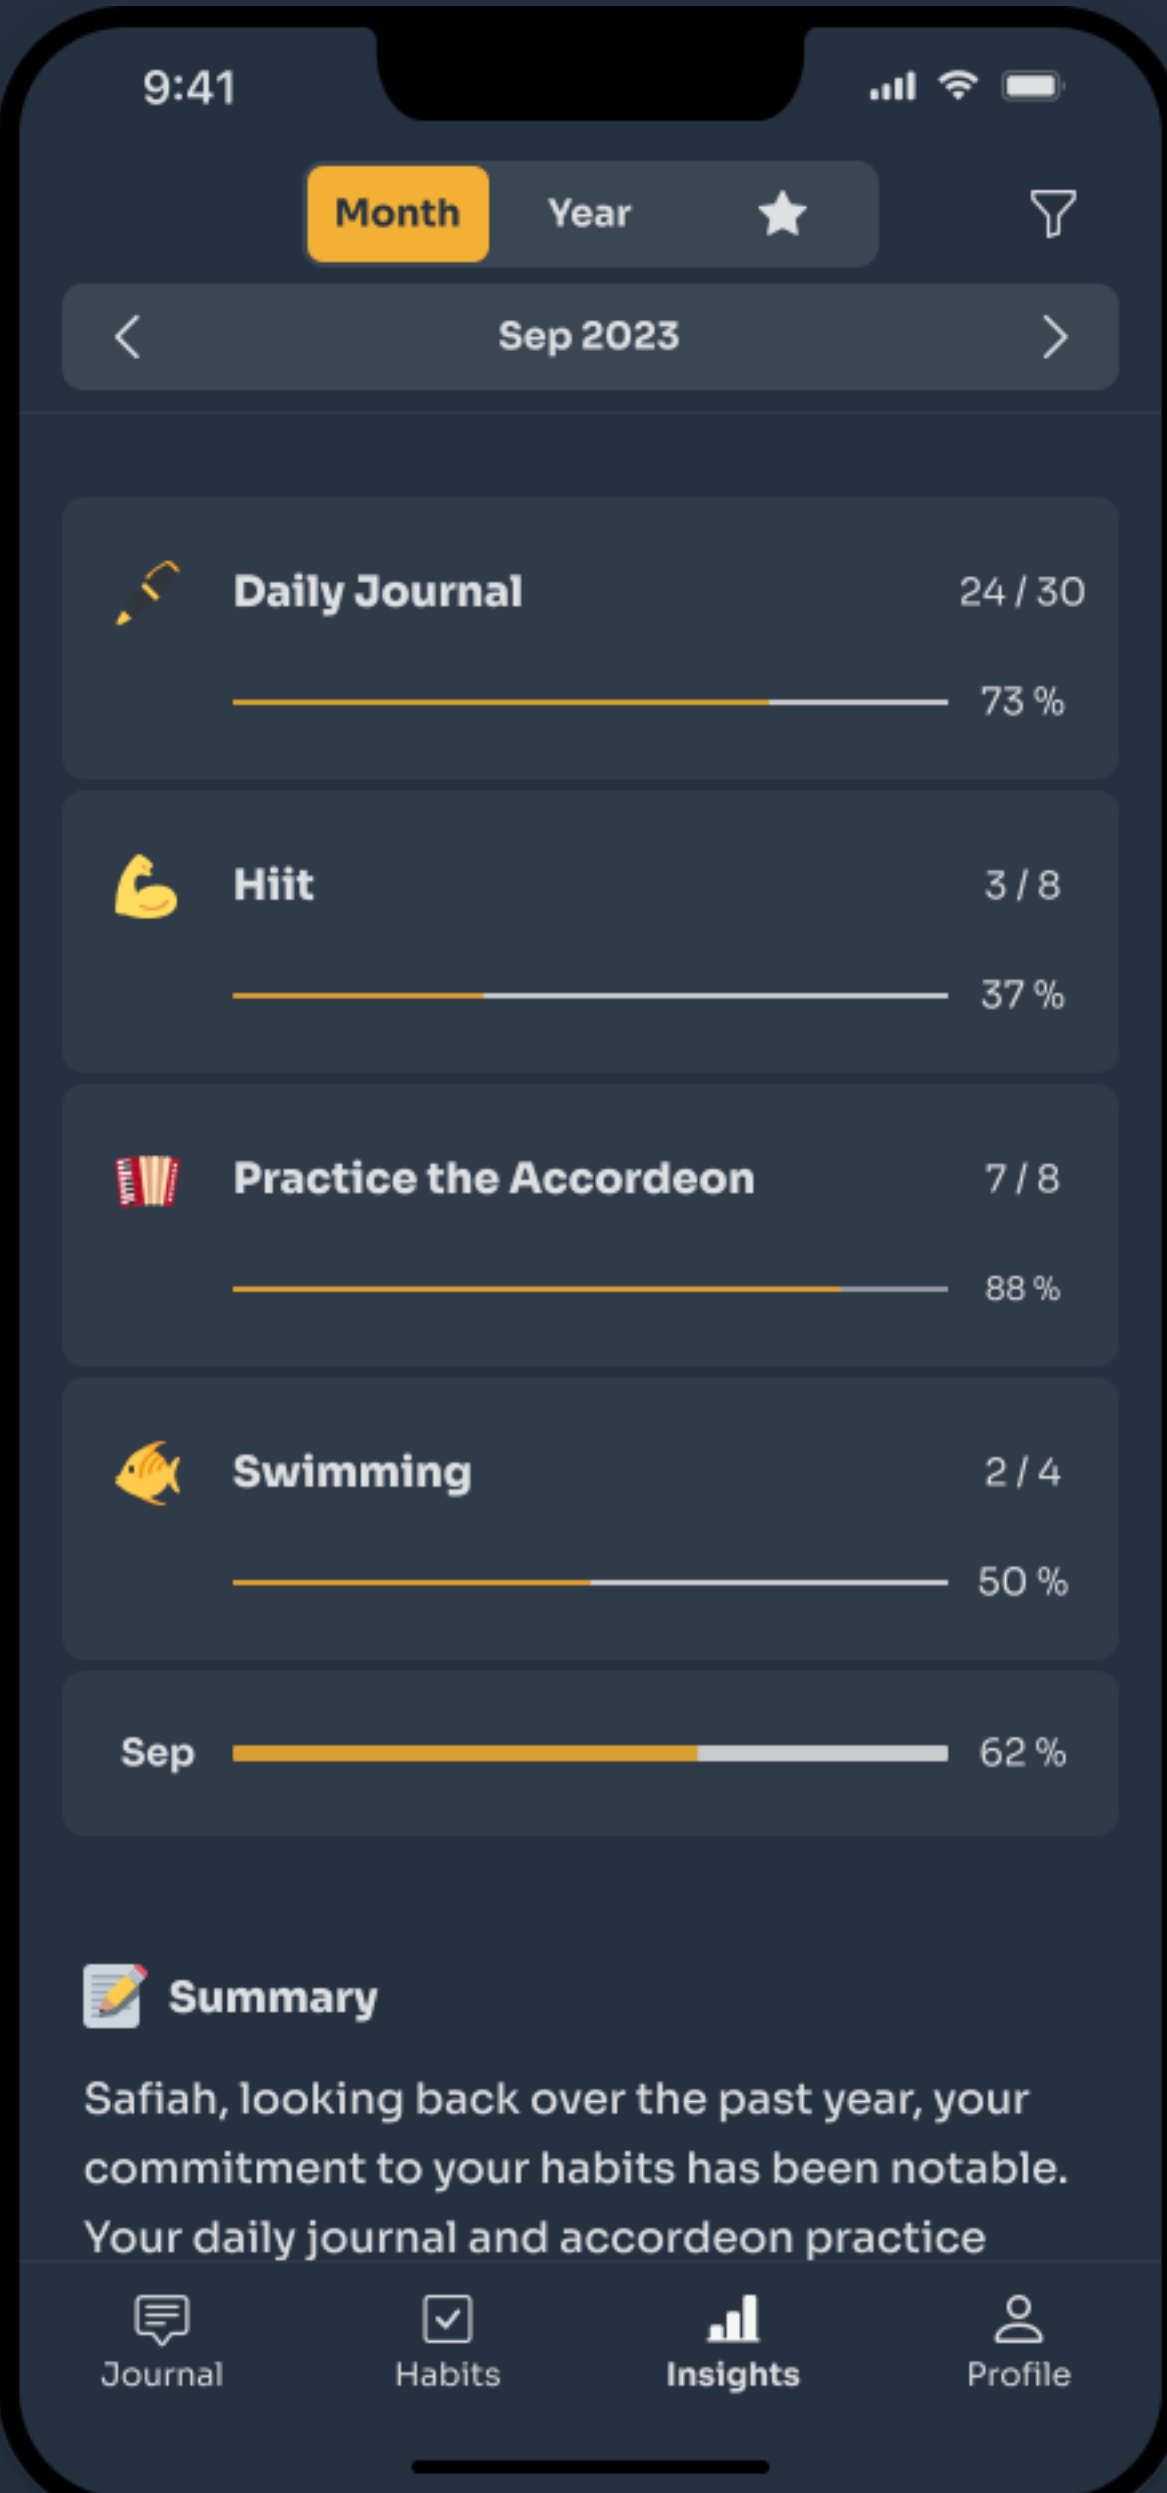 9:41
Month Year
Sep 2023
Daily Journal 24 / 30
73 %
Hiit 3 / 8
37 %
Practice the Accordeon 7 / 8
88 %
Swimming 2 / 4
50 %
Sep 62 %
Summary
Safiah, looking back over the past year, your
commitment to your habits has been notable.
Your daily journal and accordeon practice
Journal Habits Insights Profile